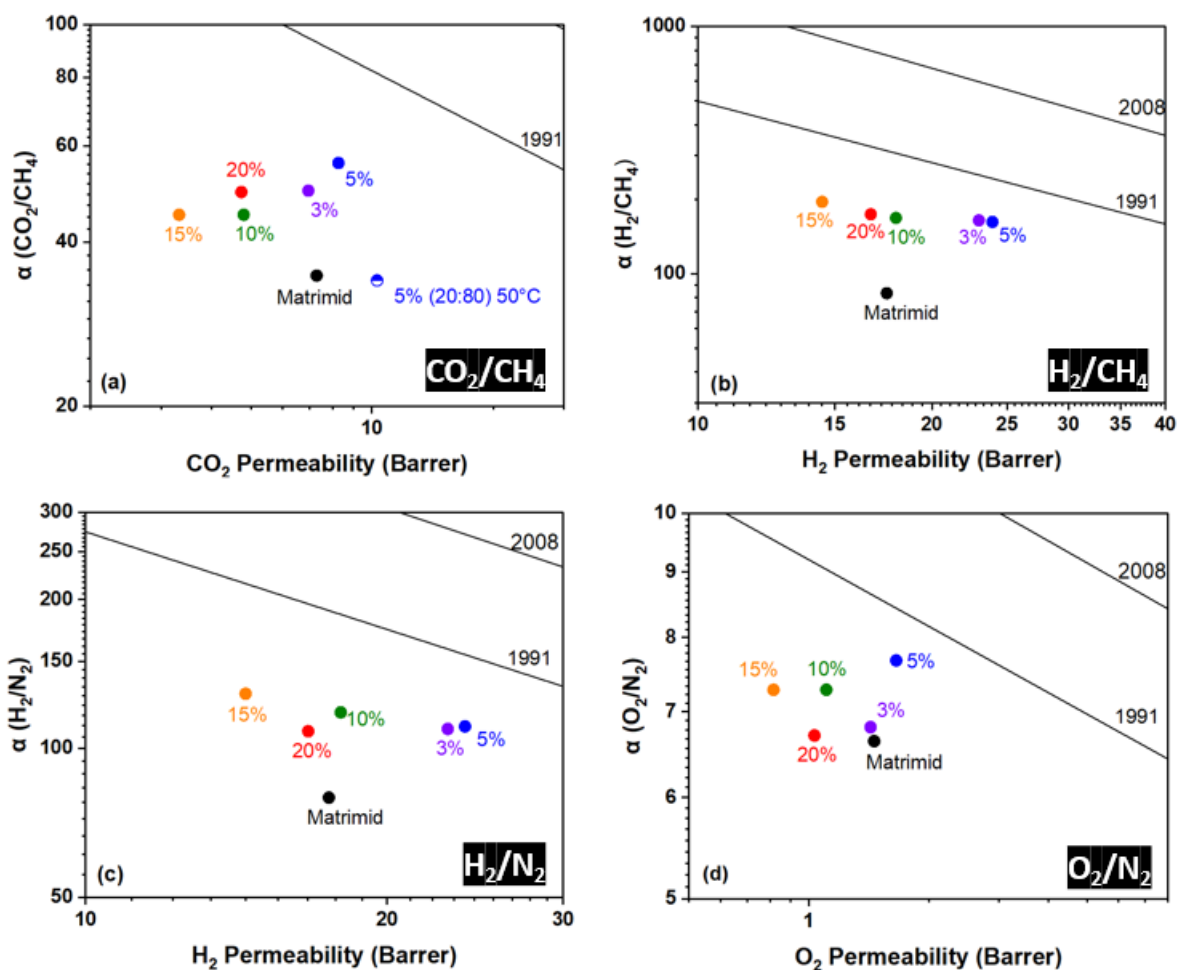 100
80
60
40
20
α (CO₂/CH₄)
1991
20%
5%
3%
15%
10%
Matrimid
5% (20:80) 50°C
(a)
CO₂/CH₄
10
CO₂ Permeability (Barrer)
1000
100
α (H₂/CH₄)
2008
1991
15%
20%
10%
3%
5%
Matrimid
(b)
H₂/CH₄
10 15 20 25 30 35 40
H₂ Permeability (Barrer)
300
250
200
150
100
50
α (H₂/N₂)
2008
1991
15%
10%
20%
3%
5%
Matrimid
(c)
H₂/N₂
10 20 30
H₂ Permeability (Barrer)
10
9
8
7
6
5
α (O₂/N₂)
2008
1991
15%
10%
5%
3%
20%
Matrimid
(d)
O₂/N₂
1
O₂ Permeability (Barrer)